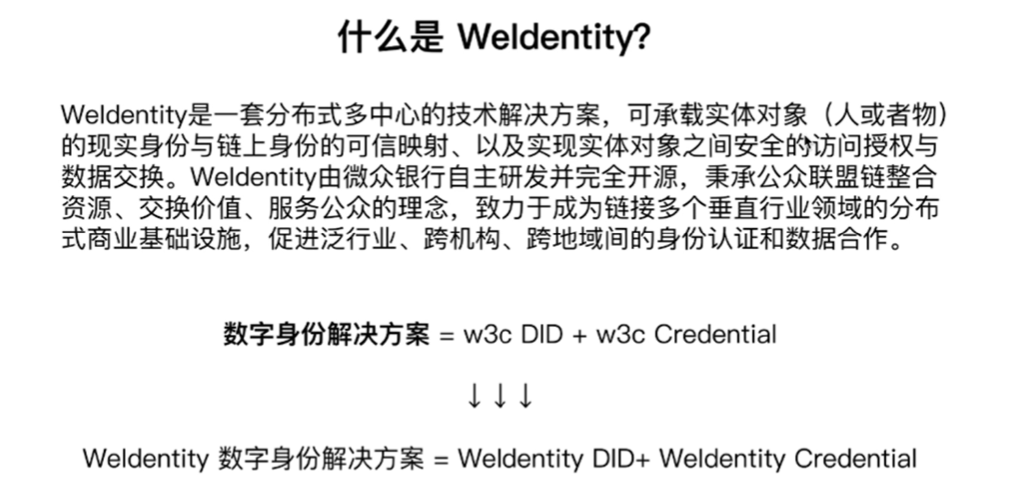 什么是 WeIdentity?
WeIdentity是一套分布式多中心的技术解决方案，可承载实体对象（人或者物）
的现实身份与链上身份的可信映射、以及实现实体对象之间安全的访问授权与
数据交换。WeIdentity由微众银行自主研发并完全开源，秉承公众联盟链整合
资源、交换价值、服务公众的理念，致力于成为链接多个垂直行业领域的分布
式商业基础设施，促进泛行业、跨机构、跨地域间的身份认证和数据合作。
数字身份解决方案 = w3c DID + w3c Credential
↓↓↓
WeIdentity 数字身份解决方案 = WeIdentity DID+ WeIdentity Credential